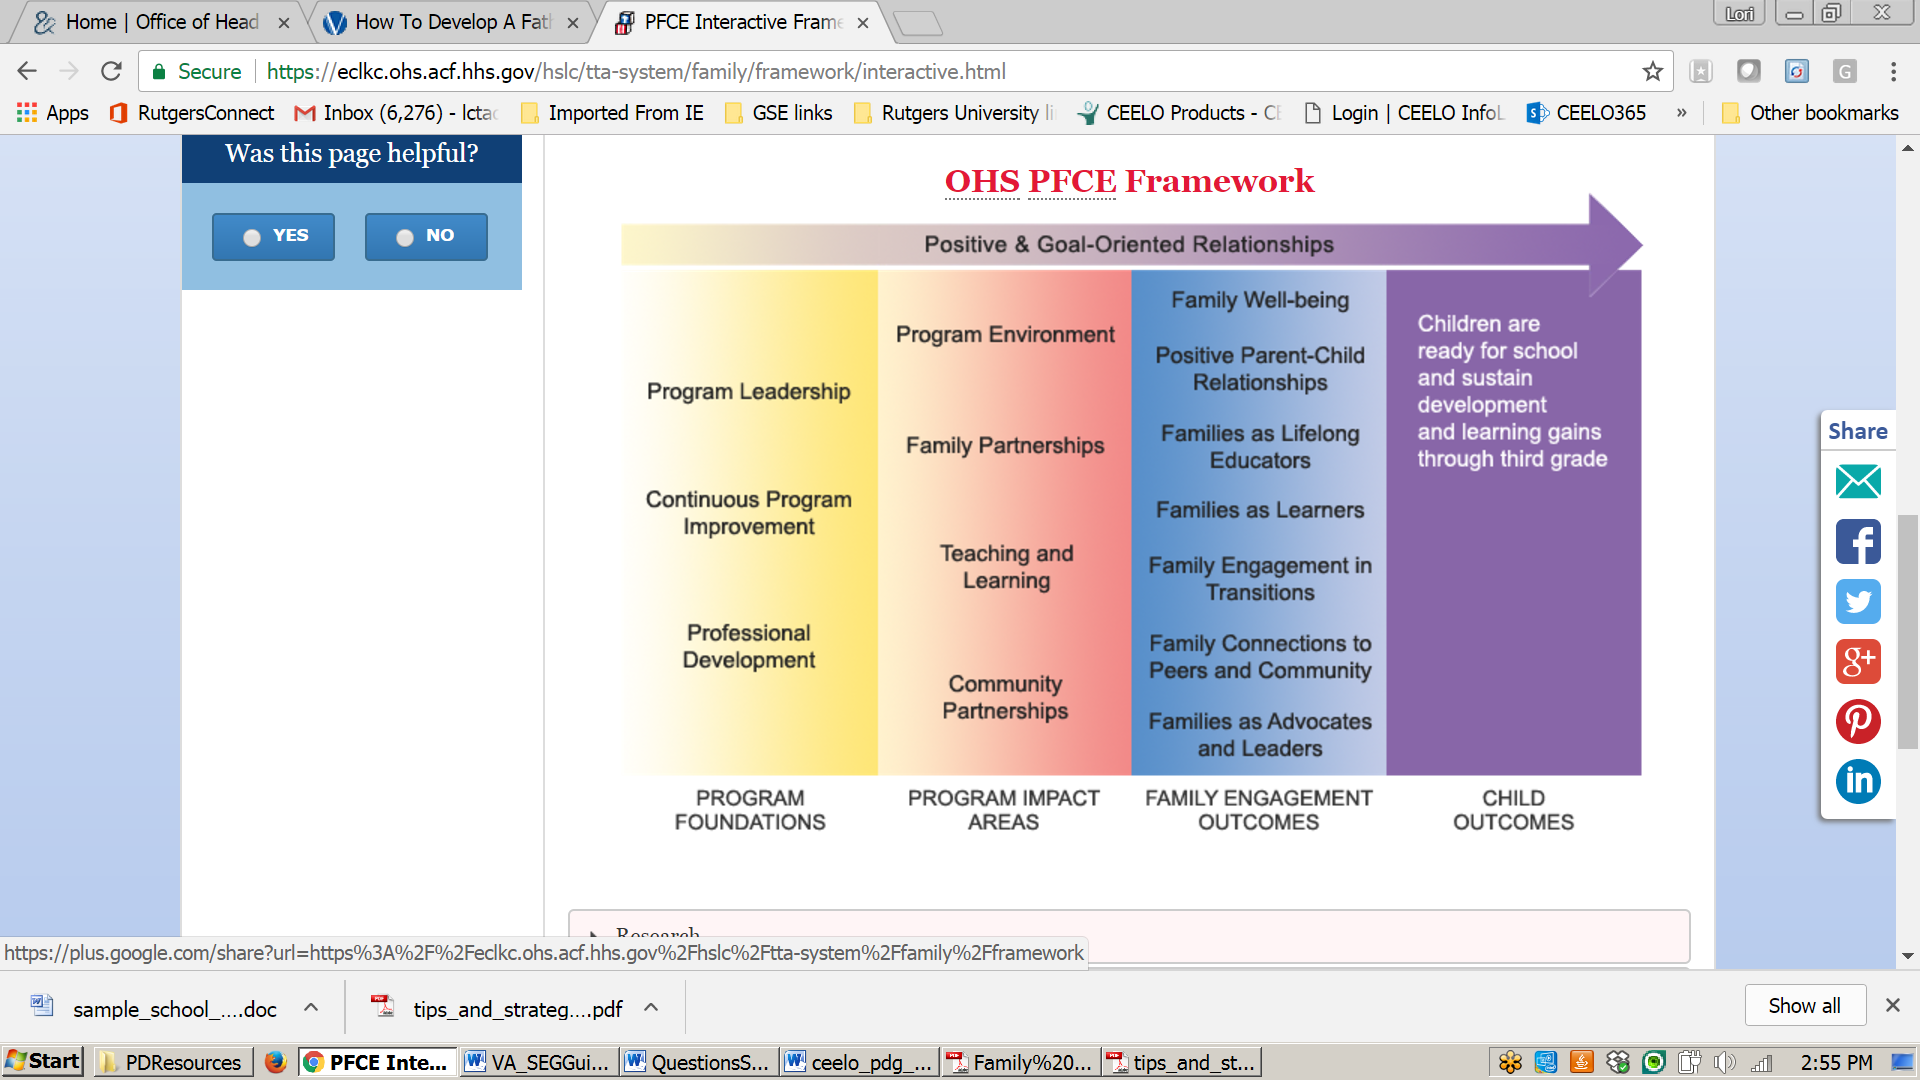 Home | Office of Head
How To Develop A Fath
PFCE Interactive Frame
Lori
Secure
https://eclkc.ohs.acf.hhs.gov/hslc/tta-system/family/framework/interactive.html
Apps
RutgersConnect
Inbox (6,276) - lcta
Imported From IE
GSE links
Rutgers University li
CEELO Products - CE
Login | CEELO InfoL
CEELO365
»
Other bookmarks
Was this page helpful?
YES
NO
OHS PFCE Framework
Positive & Goal-Oriented Relationships
Program Leadership
Continuous Program
Improvement
Professional
Development
PROGRAM
FOUNDATIONS
Program Environment
Family Partnerships
Teaching and
Learning
Community
Partnerships
PROGRAM IMPACT
AREAS
Family Well-being
Positive Parent-Child
Relationships
Families as Lifelong
Educators
Families as Learners
Family Engagement in
Transitions
Family Connections to
Peers and Community
Families as Advocates
and Leaders
FAMILY ENGAGEMENT
OUTCOMES
Children are
ready for school
and sustain
development
and learning gains
through third grade
CHILD
OUTCOMES
Share
Research
https://plus.google.com/share?url=https%3A%2F%2Feclkc.ohs.acf.hhs.gov%2Fhslc%2Ftta-system%2Ffamily%2Fframework
sample_school_....doc
tips_and_strateg....pdf
Show all
Start
PDResources
PFCE Inte...
VA_SEGGui...
QuestionsS...
ceelo_pdg_...
Family%20...
tips_and_st...
2:55 PM